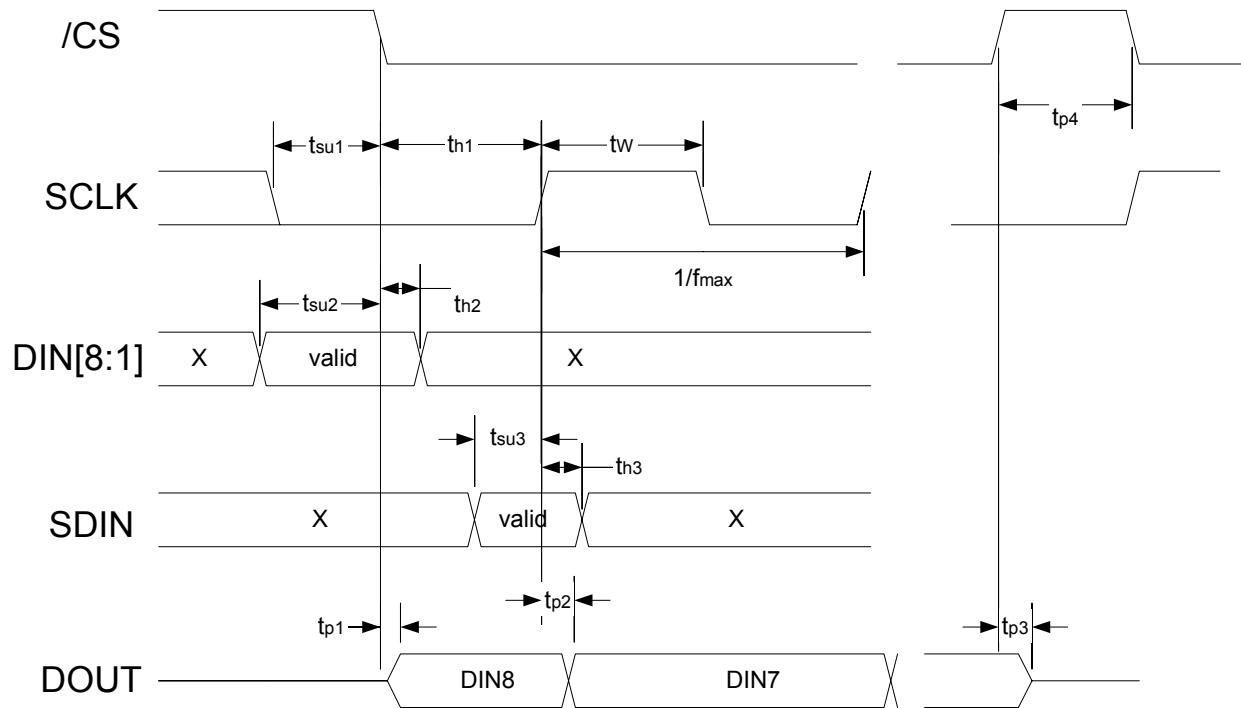 /CS
tp4
tsu1
th1
tW
SCLK
1/fmax
tsu2
th2
DIN[8:1]
X
valid
X
tsu3
th3
SDIN
X
valid
X
tp2
tp1
tp3
DOUT
DIN8
DIN7